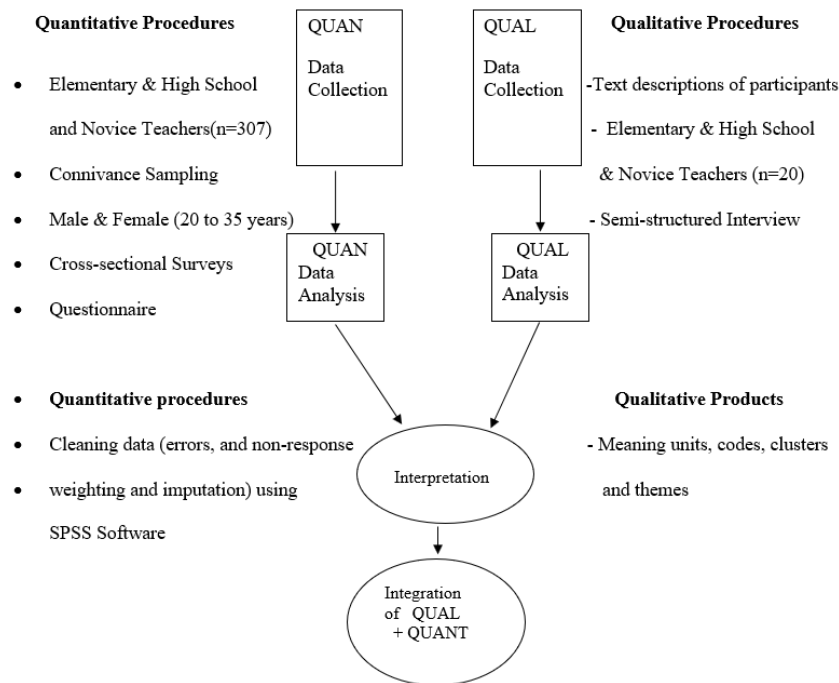 Quantitative Procedures
• Elementary & High School
and Novice Teachers(n=307)
• Connivance Sampling
• Male & Female (20 to 35 years)
• Cross-sectional Surveys
• Questionnaire
QUAN
Data
Collection
QUAN
Data
Analysis
QUAL
Data
Collection
QUAL
Data
Analysis
Qualitative Procedures
-Text descriptions of participants
- Elementary & High School
& Novice Teachers (n=20)
- Semi-structured Interview
• Quantitative procedures
• Cleaning data (errors, and non-response
• weighting and imputation) using
SPSS Software
Interpretation
Qualitative Products
- Meaning units, codes, clusters
and themes
Integration
of QUAL
+ QUANT